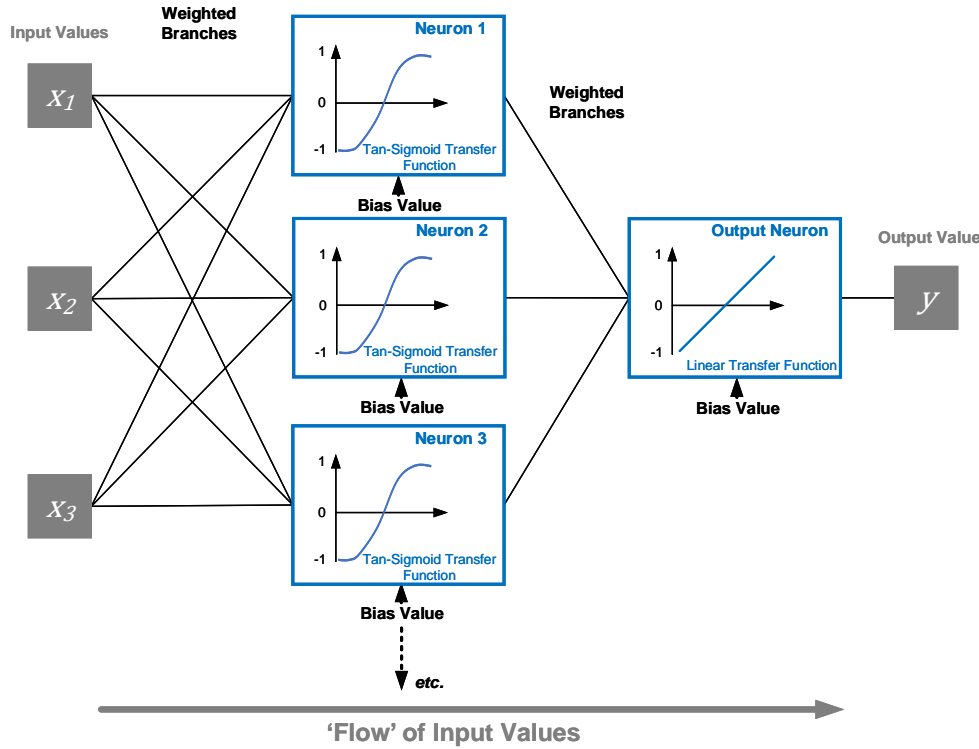 Input Values
Weighted
Branches
x1
x2
x3
Neuron 1
1
0
-1
Tan-Sigmoid Transfer
Function
Bias Value
Neuron 2
1
0
-1
Tan-Sigmoid Transfer
Function
Bias Value
Neuron 3
1
0
-1
Tan-Sigmoid Transfer
Function
Bias Value
etc.
Weighted
Branches
Output Neuron
1
0
-1
Linear Transfer Function
Bias Value
Output Value
y
‘Flow’ of Input Values